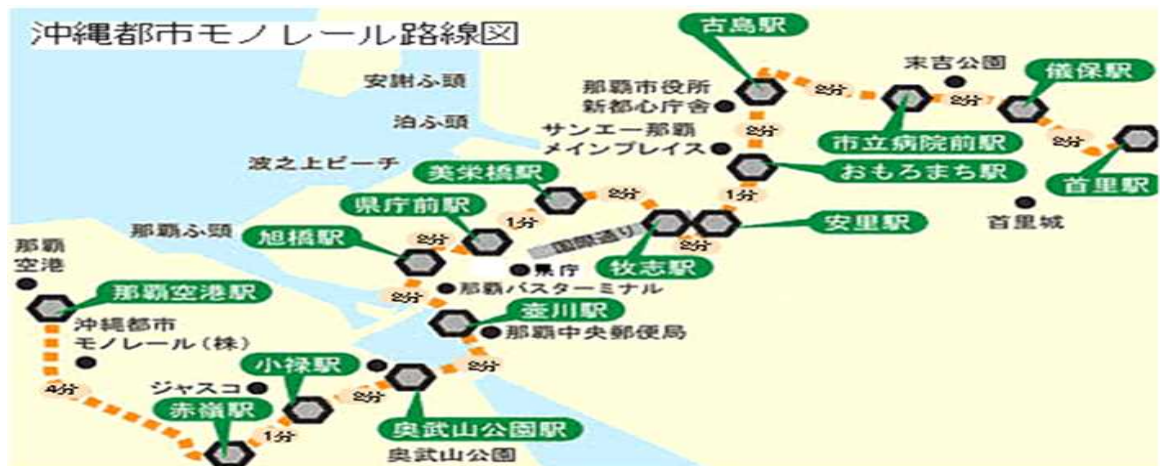 沖縄都市モノレール路線図
古島駅
末吉公園
儀保駅
安謝ふ頭
那覇市役所
新都心庁舎
2分
2分
泊ふ頭
サンエー那覇
メインプレイス
2分
市立病院前駅
2分
波之上ビーチ
美栄橋駅
おもろまち駅
首里駅
県庁前駅
2分
1分
1分
安里駅
首里城
那覇ふ頭
旭橋駅
2分
国際通り
2分
那覇
空港
県庁
牧志駅
那覇空港駅
2分
那覇バスターミナル
壺川駅
沖縄都市
モノレール(株)
那覇中央郵便局
小禄駅
2分
4分
ジャスコ
2分
赤嶺駅
1分
奥武山公園駅
奥武山公園